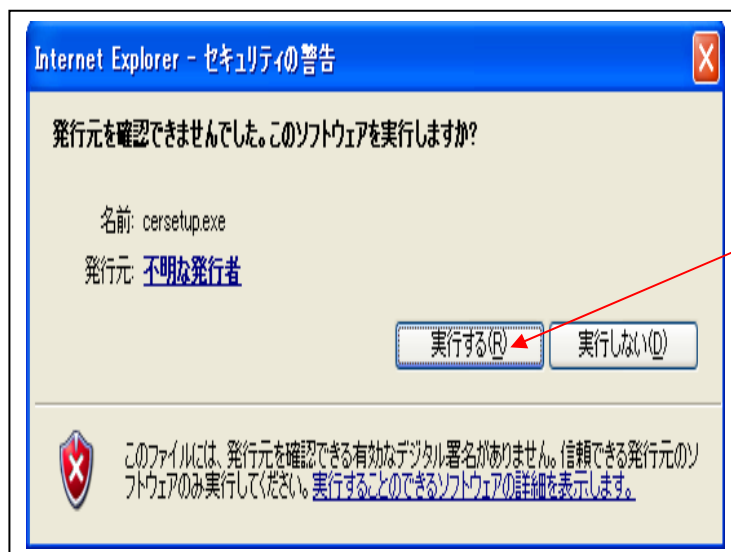 Internet Explorer - セキュリティの警告
発行元を確認できませんでした。このソフトウェアを実行しますか?
名前: cersetup.exe
発行元: 不明な発行者
実行する(R)
実行しない(D)
このファイルには、発行元を確認できる有効なデジタル署名がありません。信頼できる発行元のソ
フトウェアのみ実行してください。実行することのできるソフトウェアの詳細を表示します。